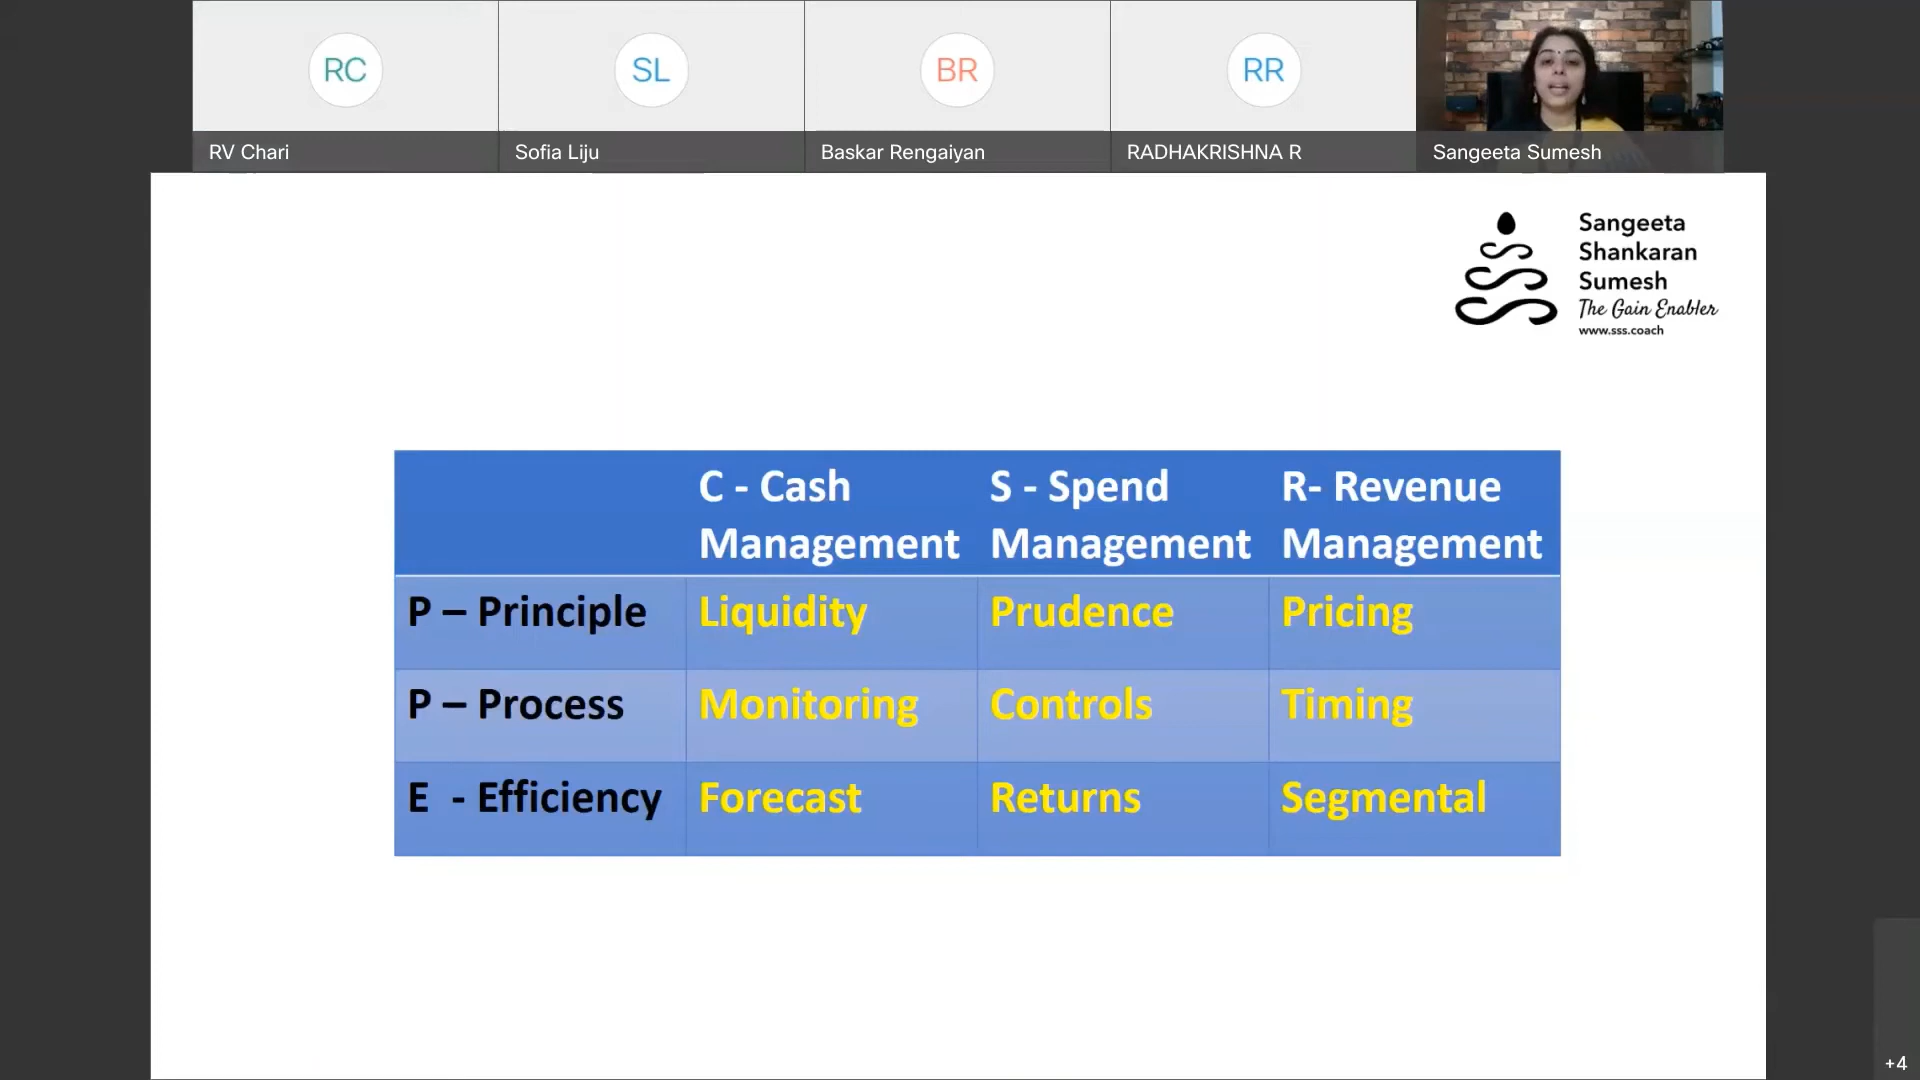 RC
SL
BR
RR
RV Chari
Sofia Liju
Baskar Rengaiyan
RADHAKRISHNA R
Sangeeta Sumesh
Sangeeta
Shankaran
Sumesh
The Gain Enabler
www.sss.coach
C - Cash Management
S - Spend Management
R- Revenue Management
P – Principle
Liquidity
Prudence
Pricing
P – Process
Monitoring
Controls
Timing
E - Efficiency
Forecast
Returns
Segmental
+4